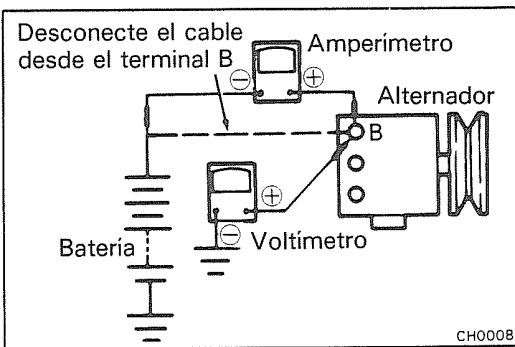 Desconecte el cable
desde el terminal B
Amperímetro
⊖
⊕
Alternador
B
⊕
⊖
Voltímetro
Batería
CH0008